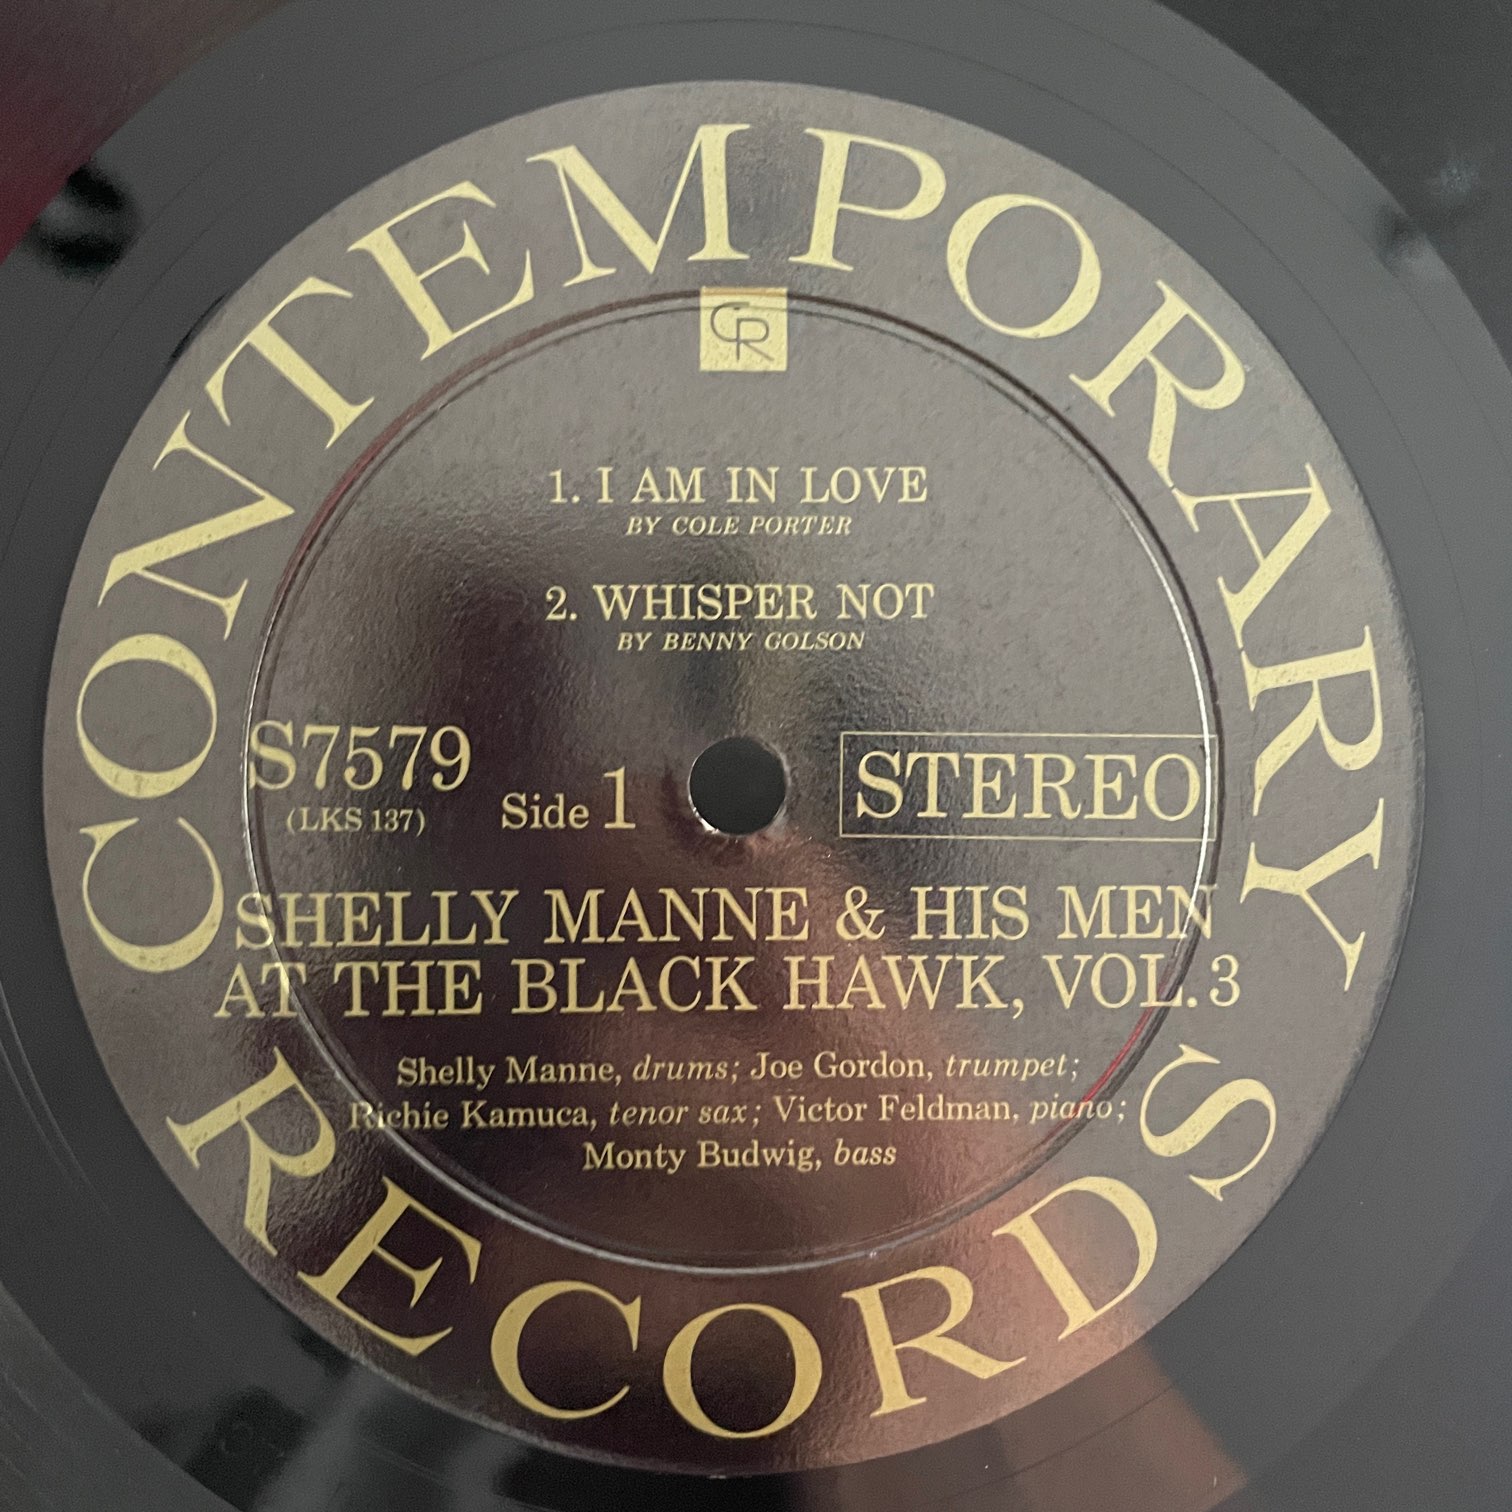 CONTEMPORARY
CR
1. I AM IN LOVE
BY COLE PORTER
2. WHISPER NOT
BY BENNY GOLSON
S7579
(LKS 137)
Side 1
STEREO
SHELLY MANNE & HIS MEN
AT THE BLACK HAWK, VOL. 3
Shelly Manne, drums; Joe Gordon, trumpet;
Richie Kamuca, tenor sax; Victor Feldman, piano;
Monty Budwig, bass
RECORDS